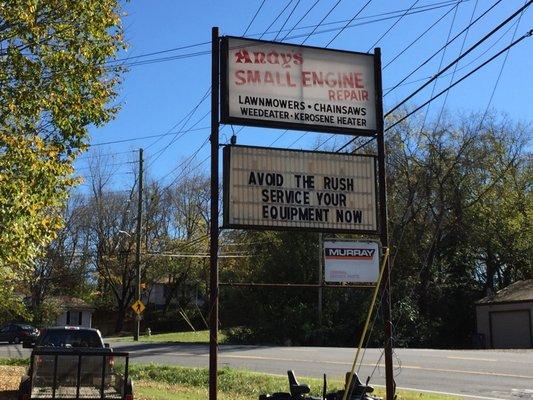 Andys
SMALL ENGINE
REPAIR
LAWNMOWERS • CHAINSAWS
WEEDEATER • KEROSENE HEATER
AVOID THE RUSH
SERVICE YOUR
EQUIPMENT NOW
MURRAY